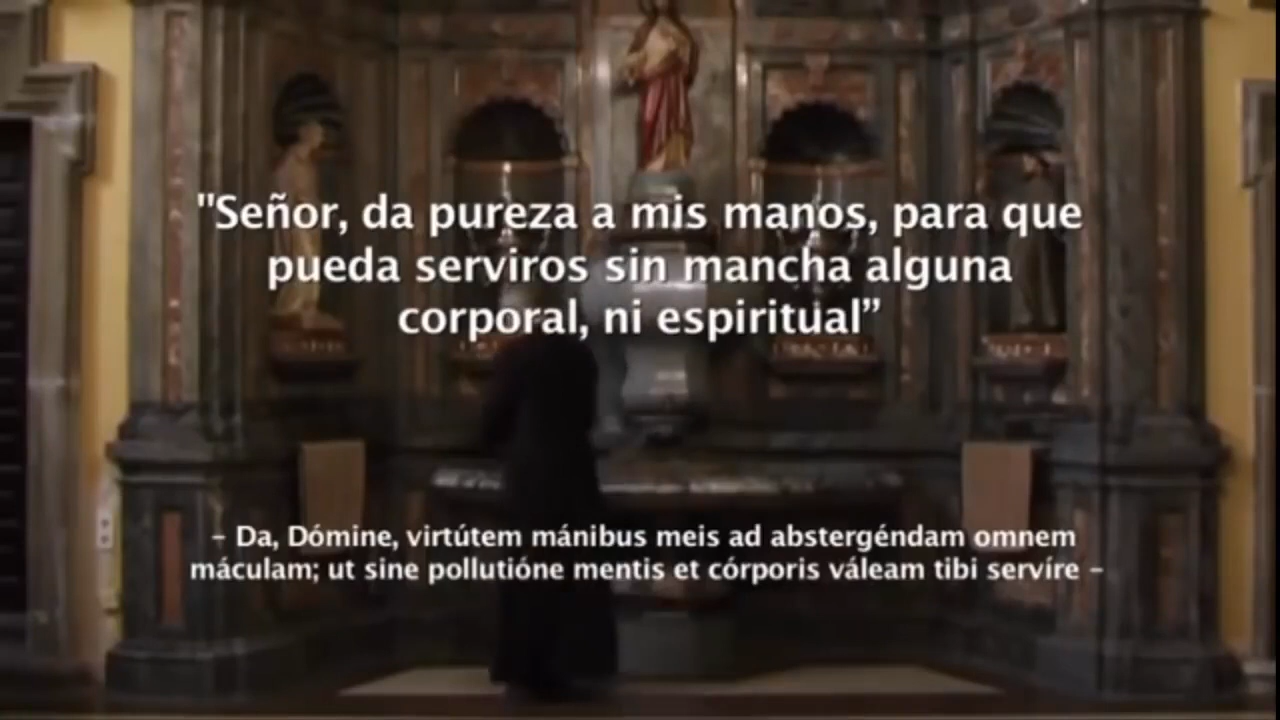 "Señor, da pureza a mis manos, para que
pueda serviros sin mancha alguna
corporal, ni espiritual”
– Da, Dómine, virtútem mánibus meis ad abstergéndam omnem
máculam; ut sine pollutióne mentis et córporis váleam tibi servíre –